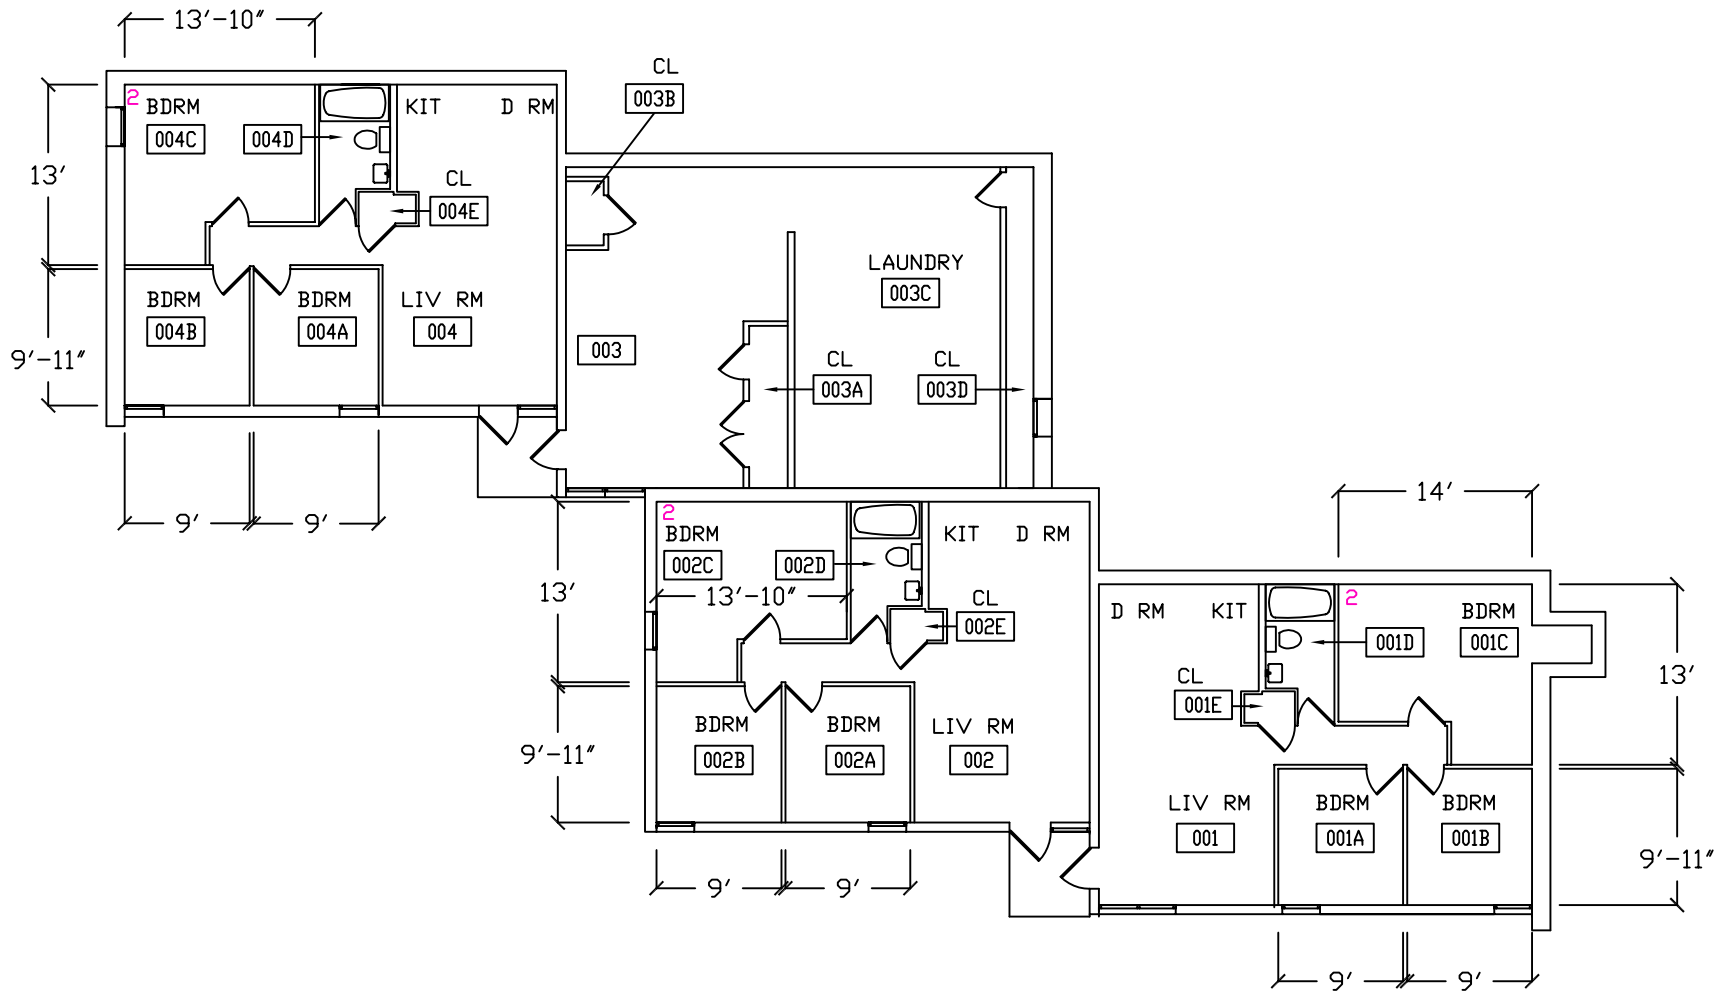 13'-10"
CL
003B
2
BDRM
004C
004D
KIT
D RM
13'
CL
004E
LAUNDRY
003C
BDRM
004B
BDRM
004A
LIV RM
004
003
9'-11"
CL
003A
CL
003D
9'
9'
14'
2
BDRM
002C
002D
KIT
D RM
13'
13'-10"
CL
002E
D RM
KIT
2
BDRM
001C
001D
13'
CL
001E
BDRM
002B
BDRM
002A
LIV RM
002
9'-11"
LIV RM
001
BDRM
001A
BDRM
001B
9'-11"
9'
9'
9'
9'